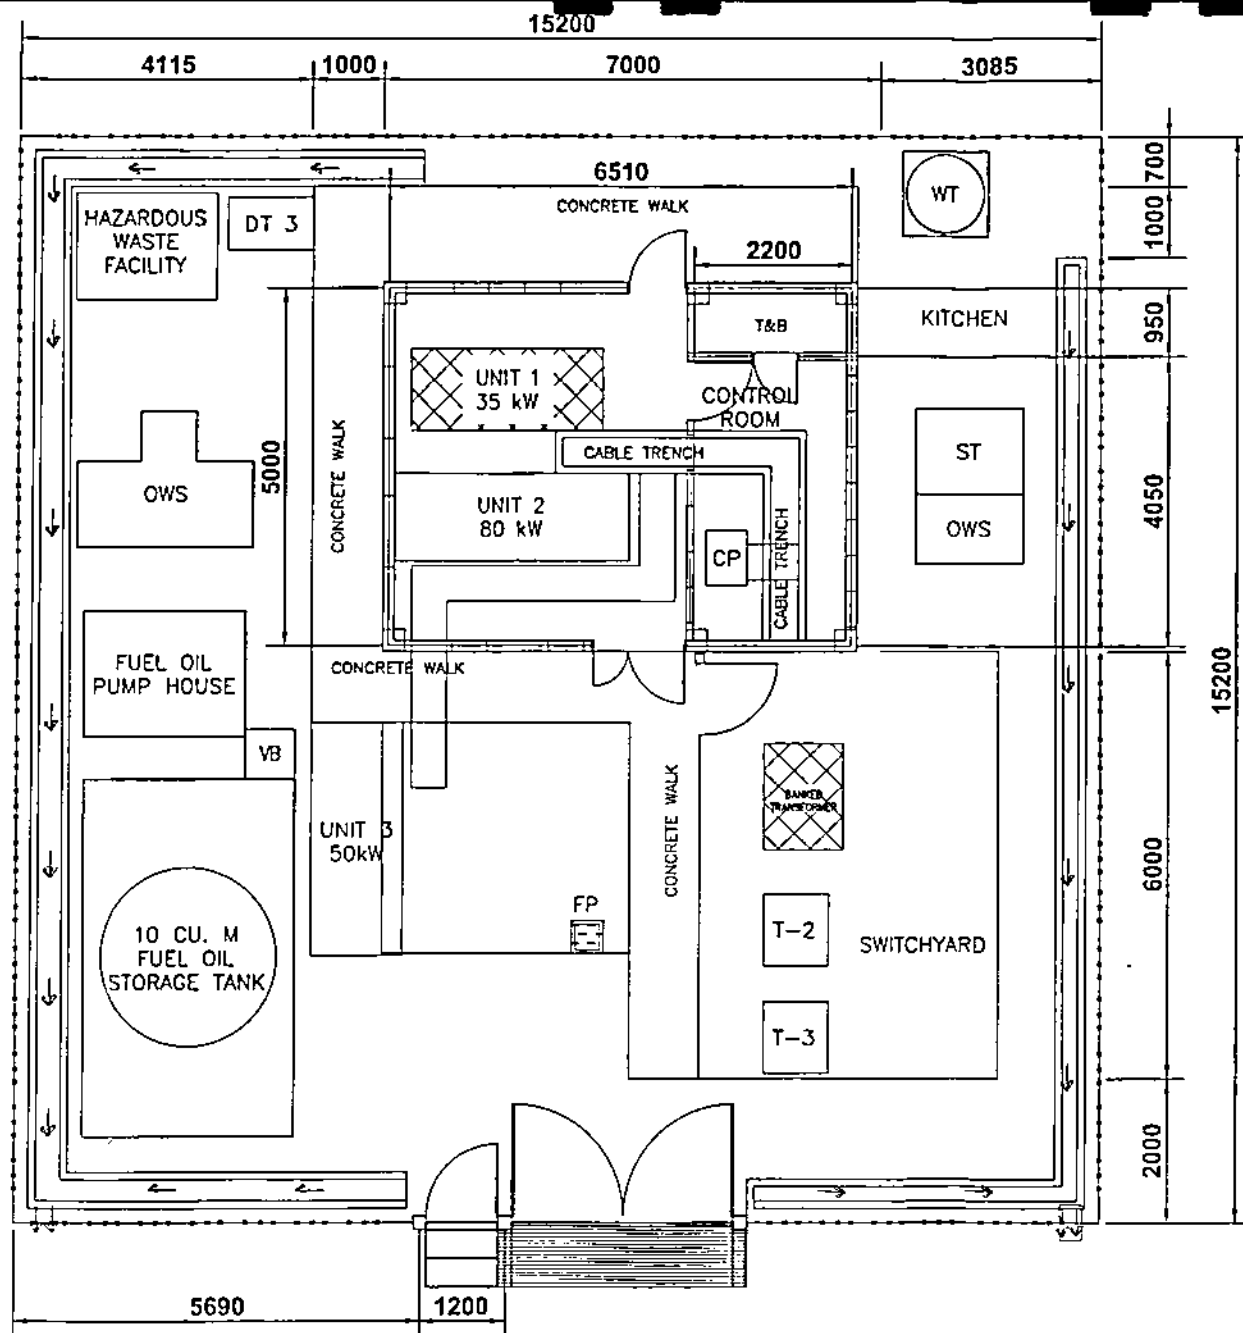 15200
4115
1000
7000
3085
6510
CONCRETE WALK
700
WT
1000
HAZARDOUS
WASTE
FACILITY
DT 3
2200
T&B
KITCHEN
950
UNIT 1
35 kW
CONTROL
ROOM
CABLE TRENCH
5000
CONCRETE WALK
OWS
UNIT 2
80 kW
CP
CABLE TRENCH
ST
OWS
4050
FUEL OIL
PUMP HOUSE
CONCRETE WALK
15200
VB
UNIT 3
50kW
CONCRETE WALK
BANKED
TRANSFORMER
6000
FP
T-2
SWITCHYARD
10 CU. M
FUEL OIL
STORAGE TANK
T-3
2000
5690
1200